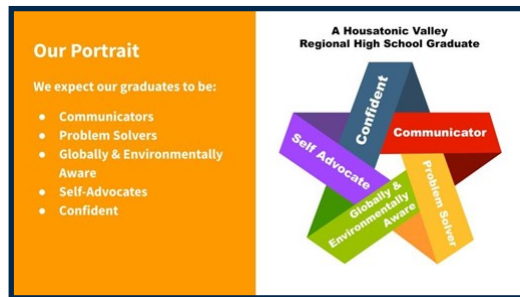 Our Portrait
We expect our graduates to be:
● Communicators
● Problem Solvers
● Globally & Environmentally
Aware
● Self-Advocates
● Confident
A Housatonic Valley
Regional High School Graduate
Confident
Communicator
Problem Solver
Globally &
Environmentally
Aware
Self Advocate